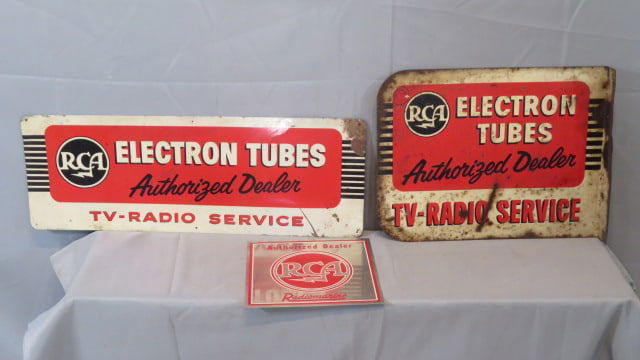 RCA
ELECTRON TUBES
Authorized Dealer
TV-RADIO SERVICE
RCA
ELECTRON
TUBES
Authorized Dealer
TV-RADIO SERVICE
Authorized Dealer
RCA
Radiomarine